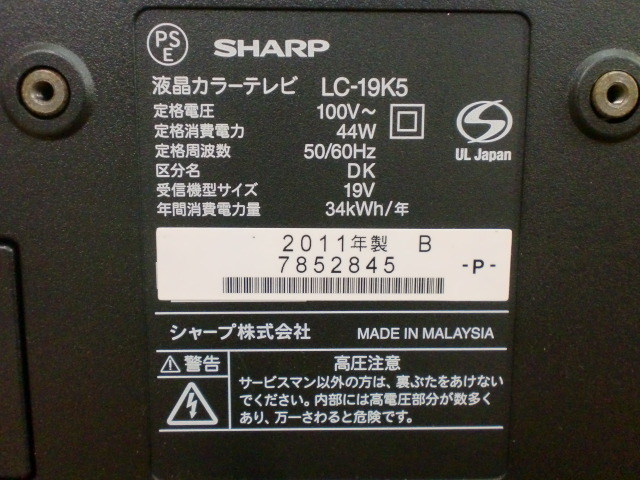 PSE
SHARP
液晶カラーテレビ LC-19K5
定格電圧 100V～
定格消費電力 44W
定格周波数 50/60Hz
区分名 DK
受信機型サイズ 19V
年間消費電力量 34kWh/年
UL Japan
2011年製 B
7852845 -P-
シャープ株式会社 MADE IN MALAYSIA
警告 高圧注意
サービスマン以外の方は、裏ぶたをあけない
でください。内部には高電圧部分が数多く
あり、万一さわると危険です。